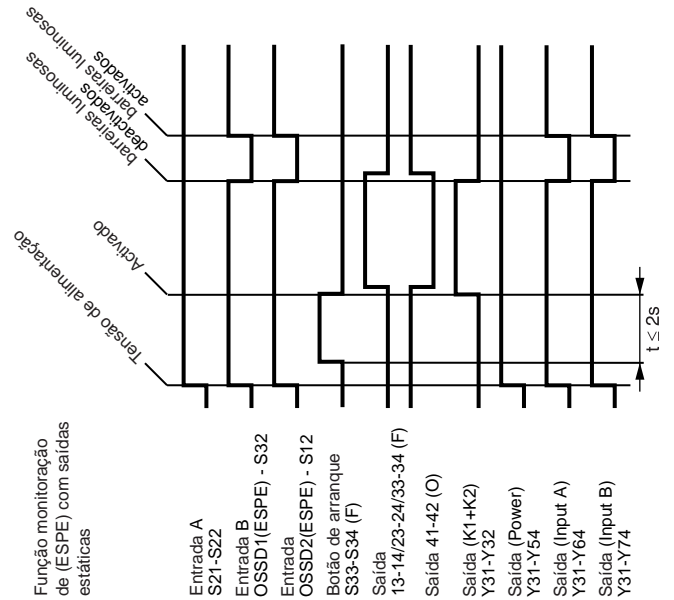 Função monitoração
de (ESPE) com saídas
estáticas
Tensão de alimentação
Activado
barreiras luminosas
deactivados
barreiras luminosas
activados
Entrada A
S21-S22
Entrada B
OSSD1(ESPE) - S32
Entrada
OSSD2(ESPE) - S12
Botão de arranque
S33-S34 (F)
Saída
13-14/23-24/33-34 (F)
Saída 41-42 (O)
Saída (K1+K2)
Y31-Y32
Saída (Power)
Y31-Y54
Saída (Input A)
Y31-Y64
Saída (Input B)
Y31-Y74
t ≤ 2s